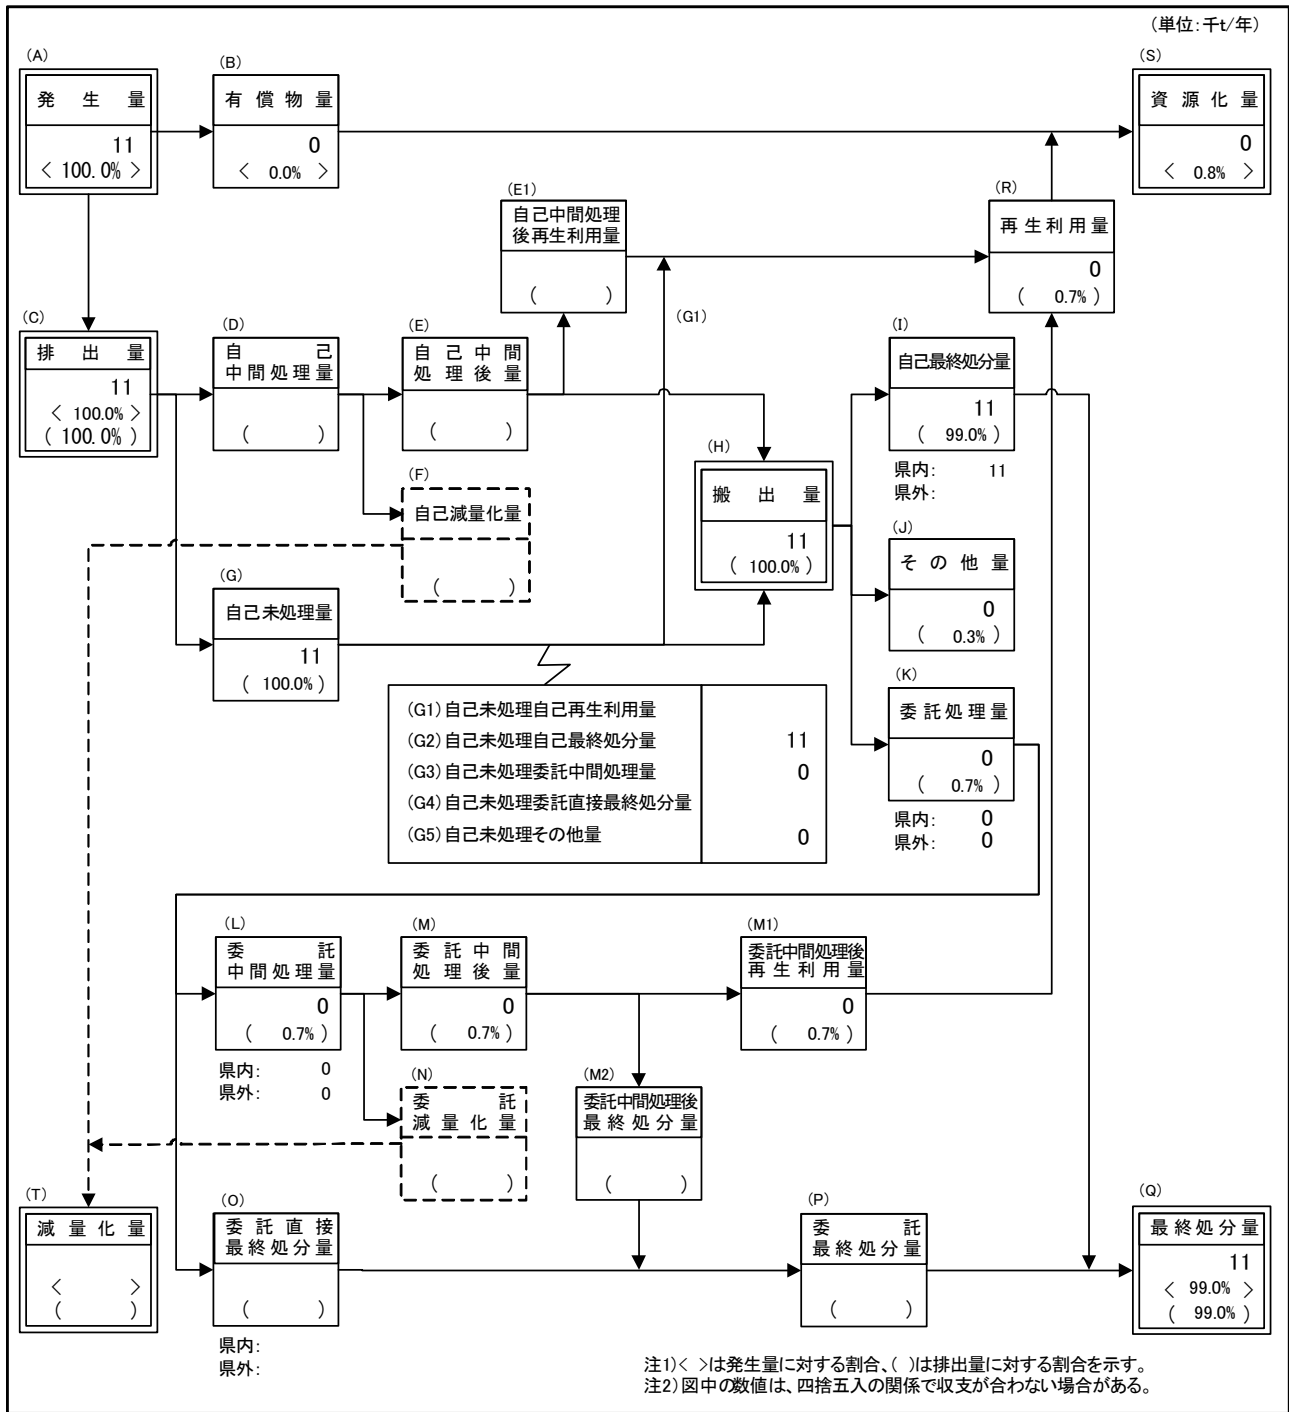 (単位:千t/年)
(A)
発生量
11
< 100.0% >
(B)
有償物量
0
< 0.0% >
(S)
資源化量
0
< 0.8% >
(E1)
自己中間処理
後再生利用量
( )
(R)
再生利用量
0
( 0.7% )
(G1)
(C)
排出量
11
< 100.0% >
( 100.0% )
(D)
自己
中間処理量
( )
(E)
自己中間
処理後量
( )
(F)
自己減量化量
( )
(G)
自己未処理量
11
( 100.0% )
(H)
搬出量
11
( 100.0% )
(I)
自己最終処分量
11
( 99.0% )
県内: 11
県外:
(J)
その他量
0
( 0.3% )
(K)
委託処理量
0
( 0.7% )
県内: 0
県外: 0
(G1)自己未処理自己再生利用量
(G2)自己未処理自己最終処分量 11
(G3)自己未処理委託中間処理量 0
(G4)自己未処理委託直接最終処分量
(G5)自己未処理その他量 0
(L)
委託
中間処理量
0
( 0.7% )
県内: 0
県外: 0
(M)
委託中間
処理後量
0
( 0.7% )
(M1)
委託中間処理後
再生利用量
0
( 0.7% )
(N)
委託
減量化量
( )
(M2)
委託中間処理後
最終処分量
( )
(T)
減量化量
< >
( )
(O)
委託直接
最終処分量
( )
県内:
県外:
(P)
委託
最終処分量
( )
(Q)
最終処分量
11
< 99.0% >
( 99.0% )
注1)< >は発生量に対する割合、( )は排出量に対する割合を示す。
注2)図中の数値は、四捨五入の関係で収支が合わない場合がある。